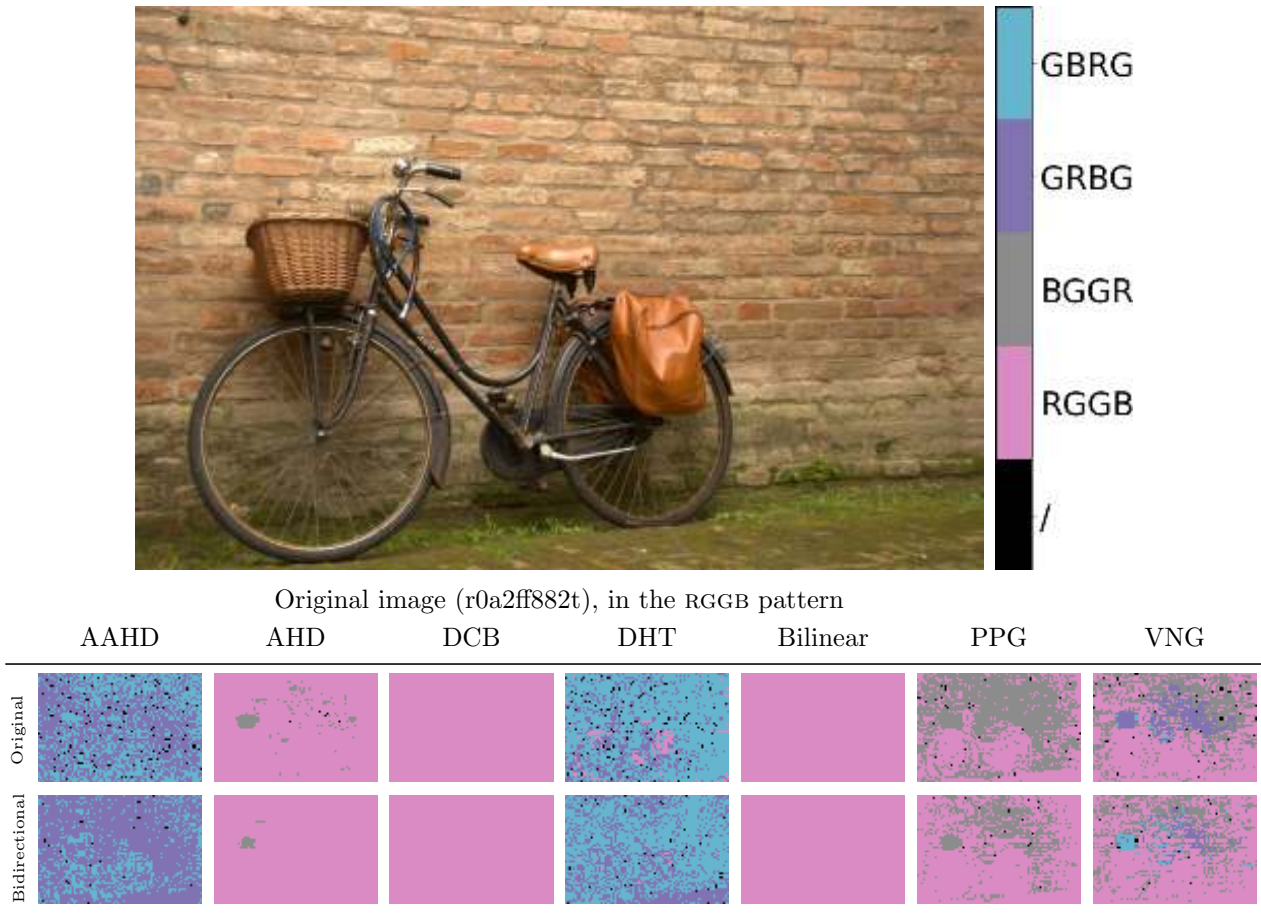 GBRG
GRBG
BGGR
RGGB
/
Original image (r0a2ff882t), in the RGGB pattern
AAHD AHD DCB DHT Bilinear PPG VNG
Original
Bidirectional